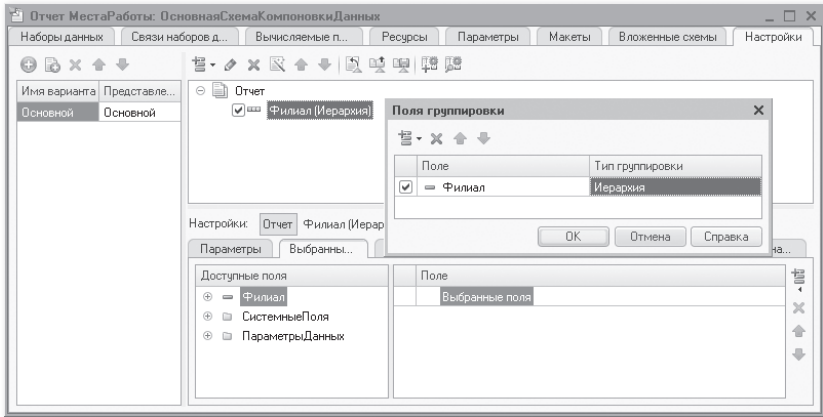 Отчет МестаРаботы: ОсновнаяСхемаКомпоновкиДанных
Наборы данных Связи наборов д... Вычисляемые п... Ресурсы Параметры Макеты Вложенные схемы Настройки
Имя варианта Представле...
Основной Основной
Отчет
Филиал (Иерархия)
Поля группировки
Поле Тип группировки
Филиал Иерархия
OK Отмена Справка
Настройки: Отчет Филиал (Иерар
Параметры Выбранны... на...
Доступные поля Поле
Филиал Выбранные поля
СистемныеПоля
ПараметрыДанных